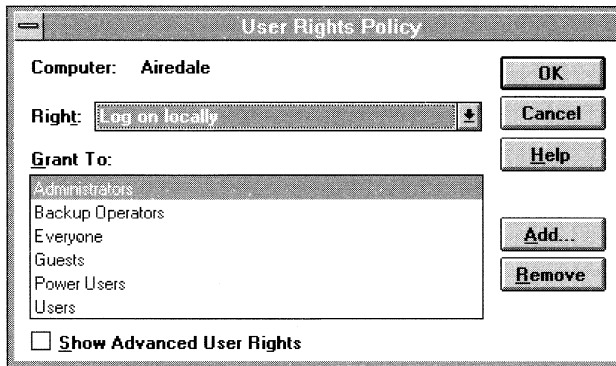 User Rights Policy
Computer: Airedale
Right: Log on locally
Grant To:
Administrators
Backup Operators
Everyone
Guests
Power Users
Users
Show Advanced User Rights
OK
Cancel
Help
Add...
Remove